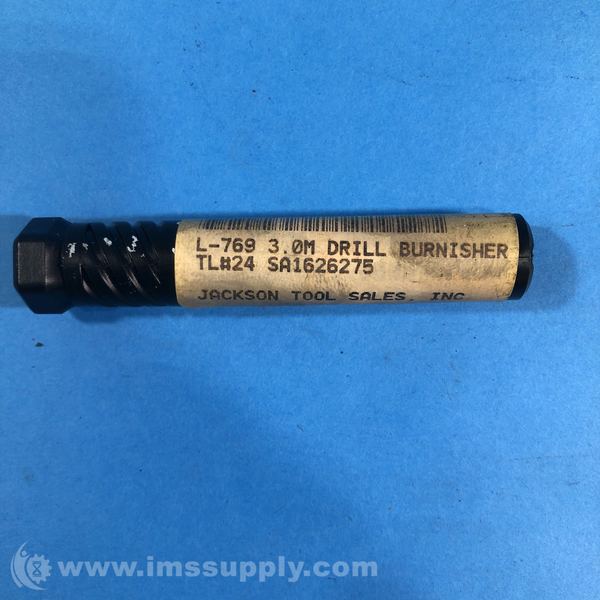 L-769 3.0M DRILL BURNISHER
TL#24 SA1626275
JACKSON TOOL SALES, INC
www.imssupply.com